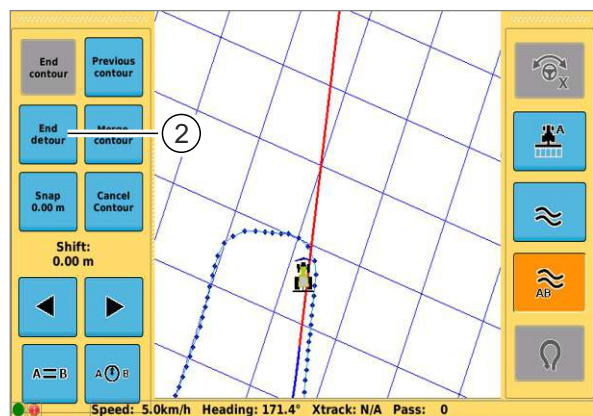 End
contour
Previous
contour
End
detour
2
Merge
contour
Snap
0.00 m
Cancel
Contour
Shift:
0.00 m
A=B
A B
X
A
AB
Speed: 5.0km/h Heading: 171.4° Xtrack: N/A Pass: 0